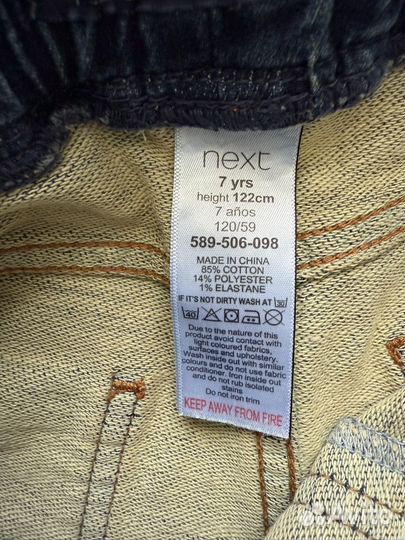 next
7 yrs
height 122cm
7 años
120/59
589-506-098
MADE IN CHINA
85% COTTON
14% POLYESTER
1% ELASTANE
IF IT'S NOT DIRTY WASH AT 30
40
Due to the nature of this
product avoid contact with
light coloured fabrics,
surfaces and upholstery.
Wash inside out with similar
colours and do not use fabric
conditioner. Iron inside out
and do not rub isolated
stains
Do not iron trim
KEEP AWAY FROM FIRE
Avito